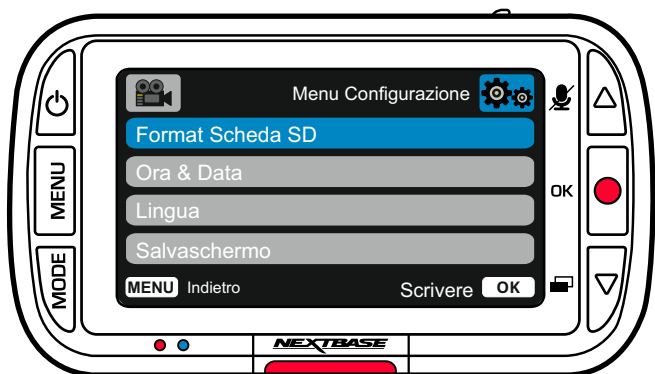 Menu Configurazione
Format Scheda SD
Ora & Data
Lingua
Salvaschermo
MENU Indietro Scrivere OK
MENU
MODE
OK
NEXTBASE